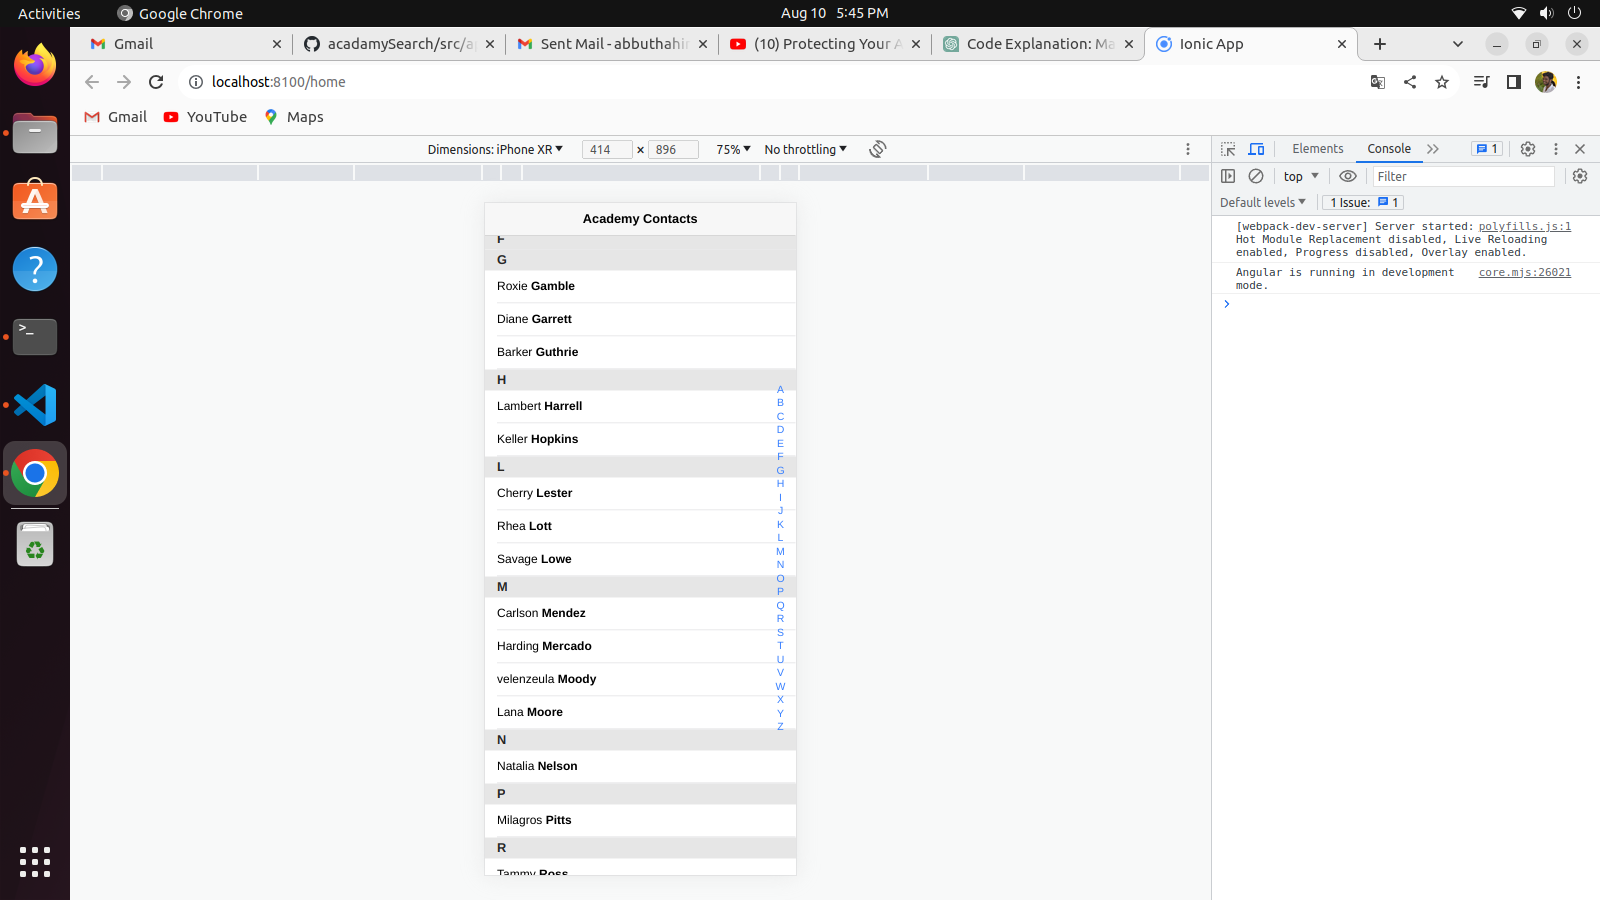 Activities
Google Chrome
Aug 10 5:45 PM
Gmail
acadamySearch/src/a
Sent Mail - abbuthahir
(10) Protecting Your A
Code Explanation: Ma
Ionic App
localhost:8100/home
Gmail
YouTube
Maps
Dimensions: iPhone XR
414 × 896
75%
No throttling
Elements
Console
1
top
Filter
Default levels
1 Issue: 1
[webpack-dev-server] Server started: polyfills.js:1
Hot Module Replacement disabled, Live Reloading
enabled, Progress disabled, Overlay enabled.
Angular is running in development core.mjs:26021
mode.
Academy Contacts
F
G
Roxie Gamble
Diane Garrett
Barker Guthrie
H
Lambert Harrell
Keller Hopkins
L
Cherry Lester
Rhea Lott
Savage Lowe
M
Carlson Mendez
Harding Mercado
velenzeula Moody
Lana Moore
N
Natalia Nelson
P
Milagros Pitts
R
Tammy Ross
A
B
C
D
E
F
G
H
I
J
K
L
M
N
O
P
Q
R
S
T
U
V
W
X
Y
Z